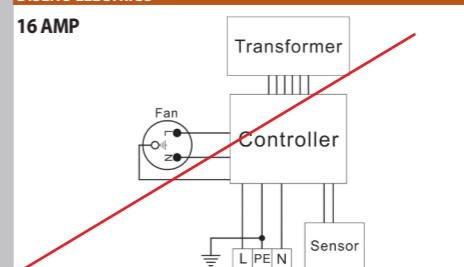 16 AMP
Transformer
Fan
L
N
Controller
L PE N
Sensor